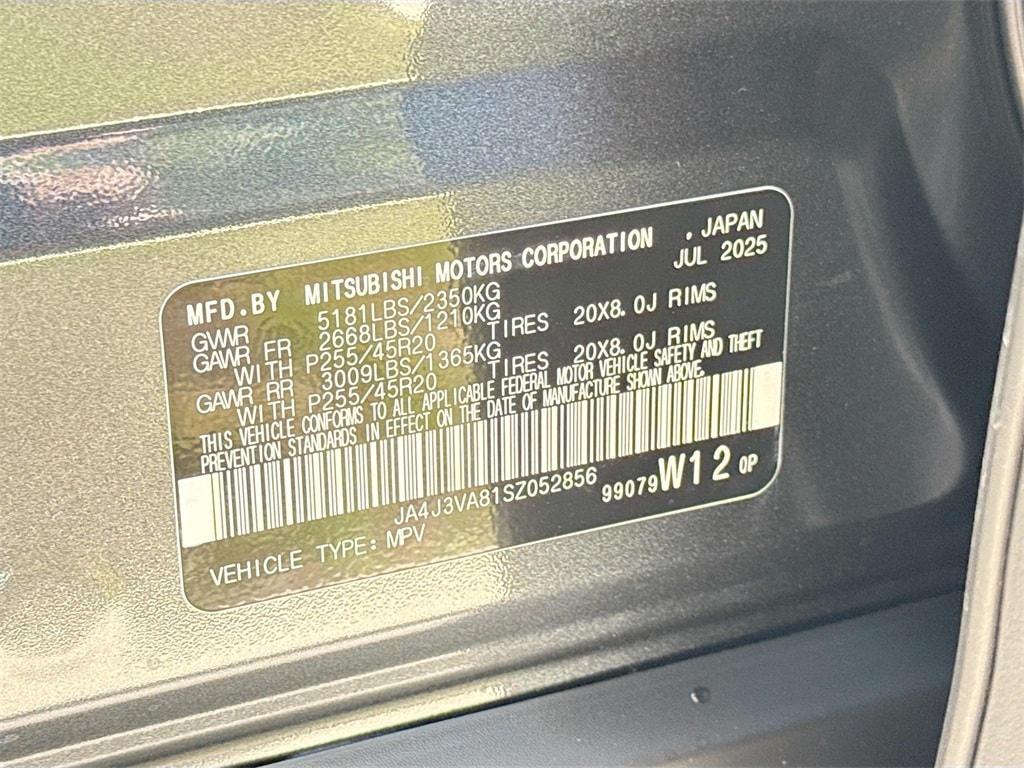 MFD.BY MITSUBISHI MOTORS CORPORATION . JAPAN
JUL 2025
GWWR 5181LBS/2350KG
GAWR FR 2668LBS/1210KG
WITH P255/45R20 TIRES 20X8.0J RIMS
GAWR RR 3009LBS/1365KG
WITH P255/45R20 TIRES 20X8.0J RIMS
THIS VEHICLE CONFORMS TO ALL APPLICABLE FEDERAL MOTOR VEHICLE SAFETY AND THEFT
PREVENTION STANDARDS IN EFFECT ON THE DATE OF MANUFACTURE SHOWN ABOVE.
JA4J3VA81SZ052856 99079 W12 OP
VEHICLE TYPE: MPV